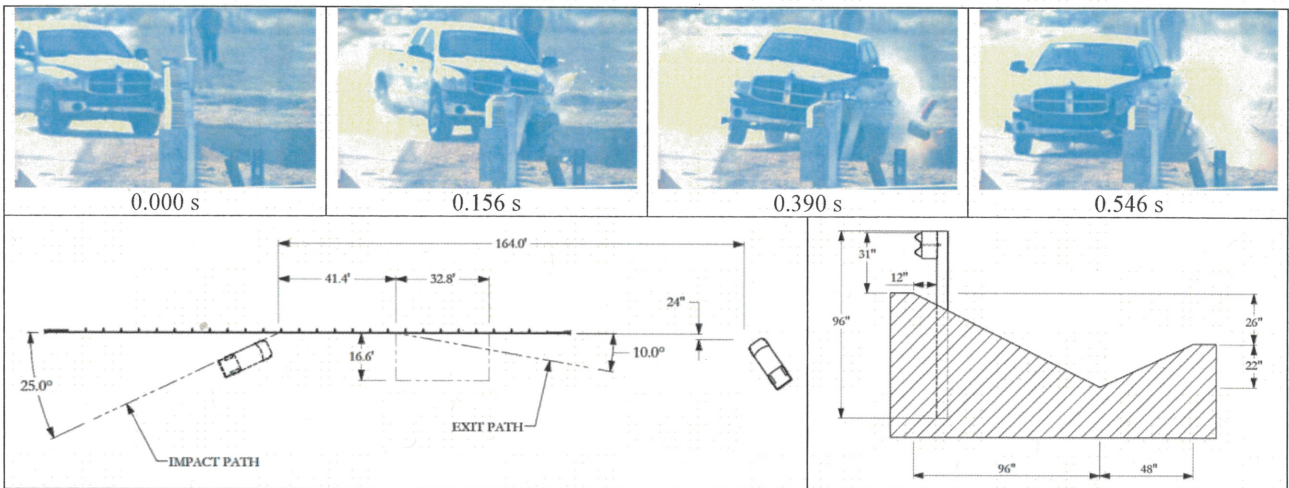 0.000 s
0.156 s
0.390 s
0.546 s
164.0'
41.4'
32.8'
24"
16.6'
10.0°
25.0°
EXIT PATH
IMPACT PATH
31"
12"
96"
26"
22"
96"
48"